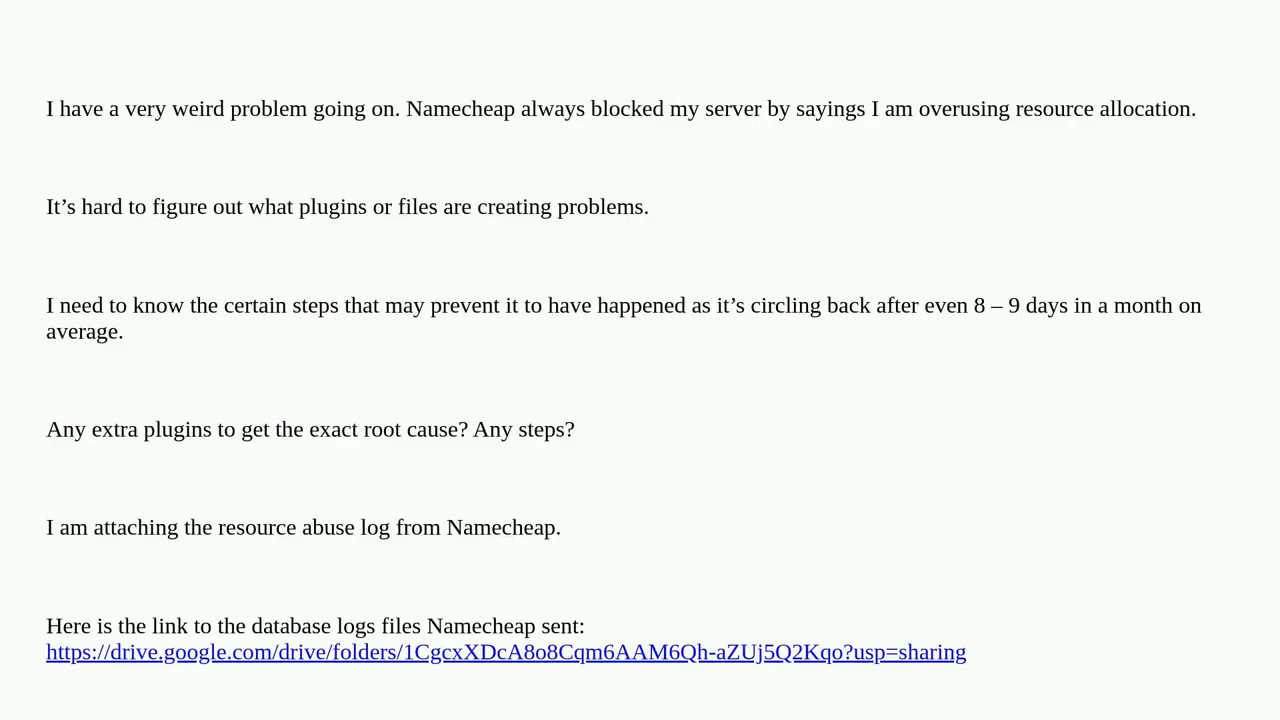 I have a very weird problem going on. Namecheap always blocked my server by sayings I am overusing resource allocation.
It’s hard to figure out what plugins or files are creating problems.
I need to know the certain steps that may prevent it to have happened as it’s circling back after even 8 – 9 days in a month on
average.
Any extra plugins to get the exact root cause? Any steps?
I am attaching the resource abuse log from Namecheap.
Here is the link to the database logs files Namecheap sent:
https://drive.google.com/drive/folders/1CgcxXDcA8o8Cqm6AAM6Qh-aZUj5Q2Kqo?usp=sharing